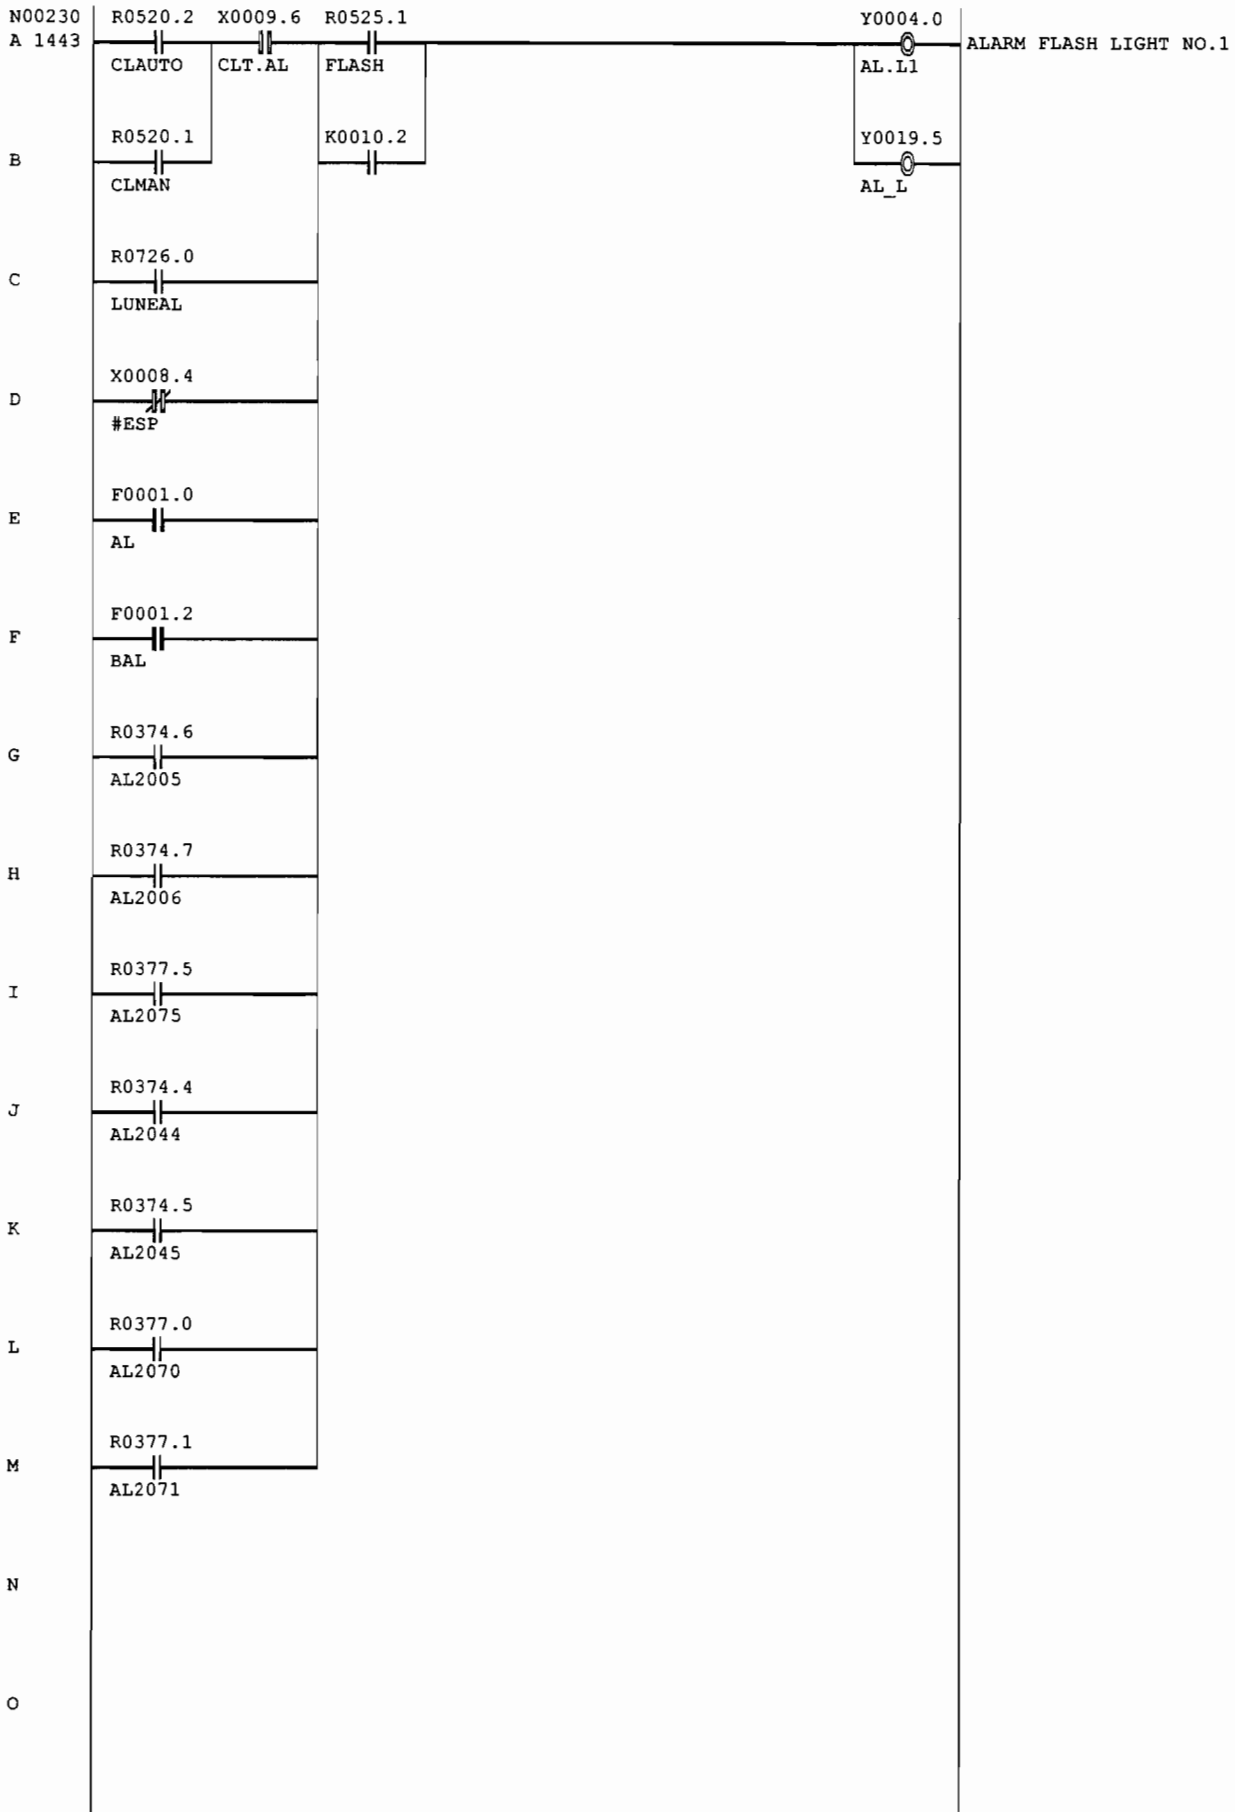 N00230 R0520.2 X0009.6 R0525.1 Y0004.0
A 1443 ALARM FLASH LIGHT NO.1
CLAUTO CLT.AL FLASH AL.L1
R0520.1 K0010.2 Y0019.5
B
CLMAN AL_L
R0726.0
C
LUNEAL
X0008.4
D
#ESP
F0001.0
E
AL
F0001.2
F
BAL
R0374.6
G
AL2005
R0374.7
H
AL2006
R0377.5
I
AL2075
R0374.4
J
AL2044
R0374.5
K
AL2045
R0377.0
L
AL2070
R0377.1
M
AL2071
N
O